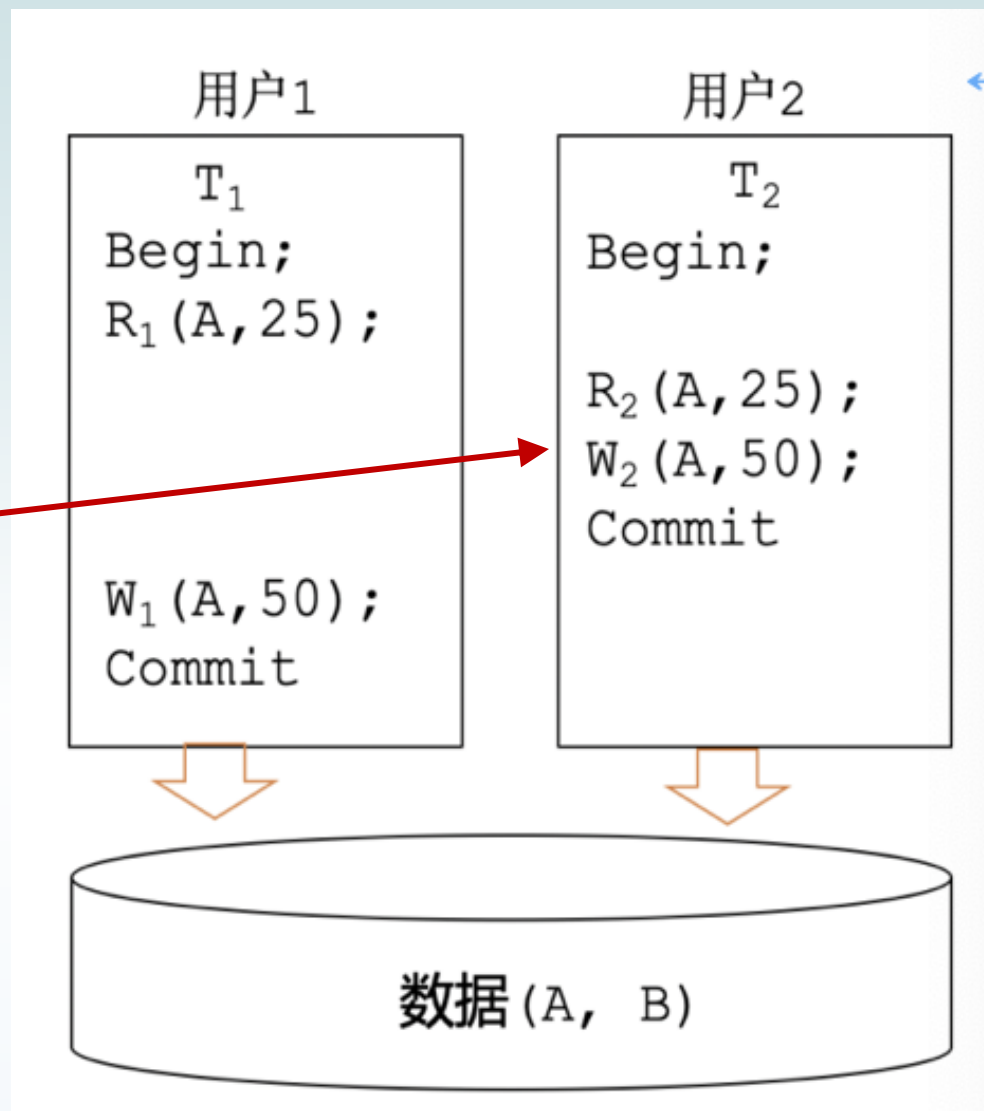 用户1
T₁
Begin;
R₁(A,25);
W₁(A,50);
Commit
用户2
T₂
Begin;
R₂(A,25);
W₂(A,50);
Commit
数据(A, B)